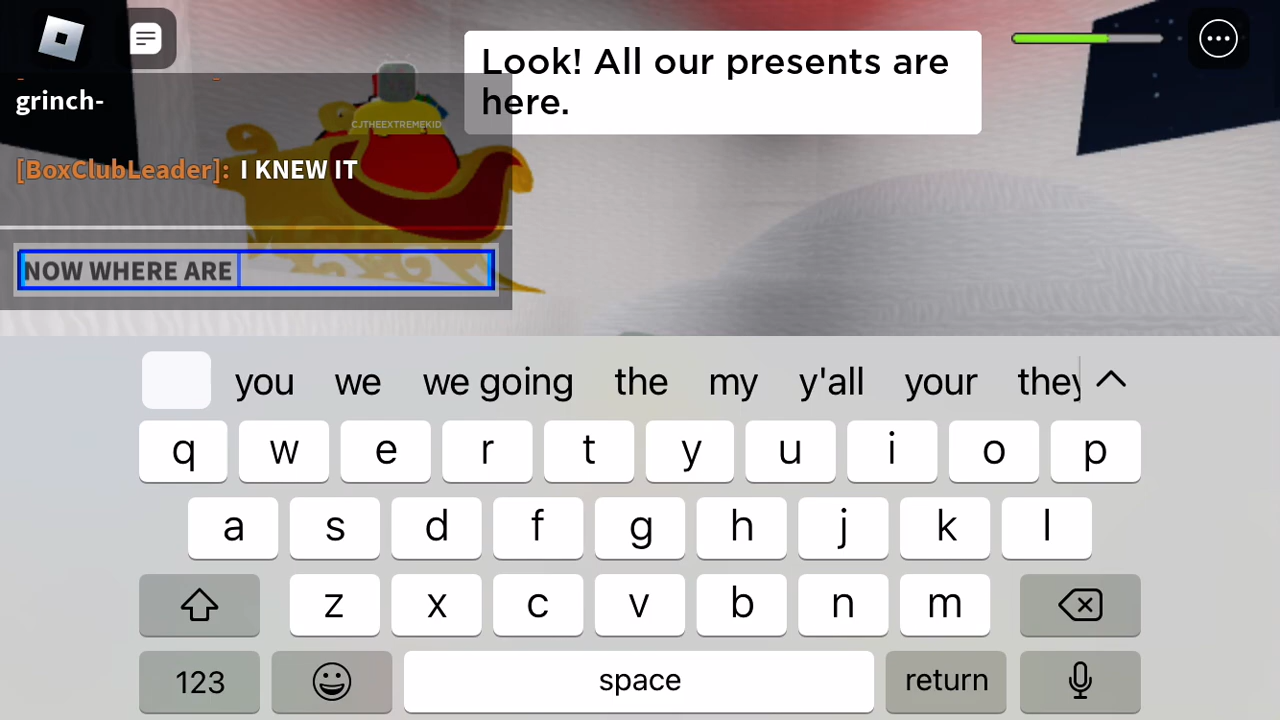 Look! All our presents are
here.
grinch-
CJTHEEXTREMEKID
[BoxClubLeader]: I KNEW IT
NOW WHERE ARE
you we we going the my y'all your they
q w e r t y u i o p
a s d f g h j k l
z x c v b n m
123 space return